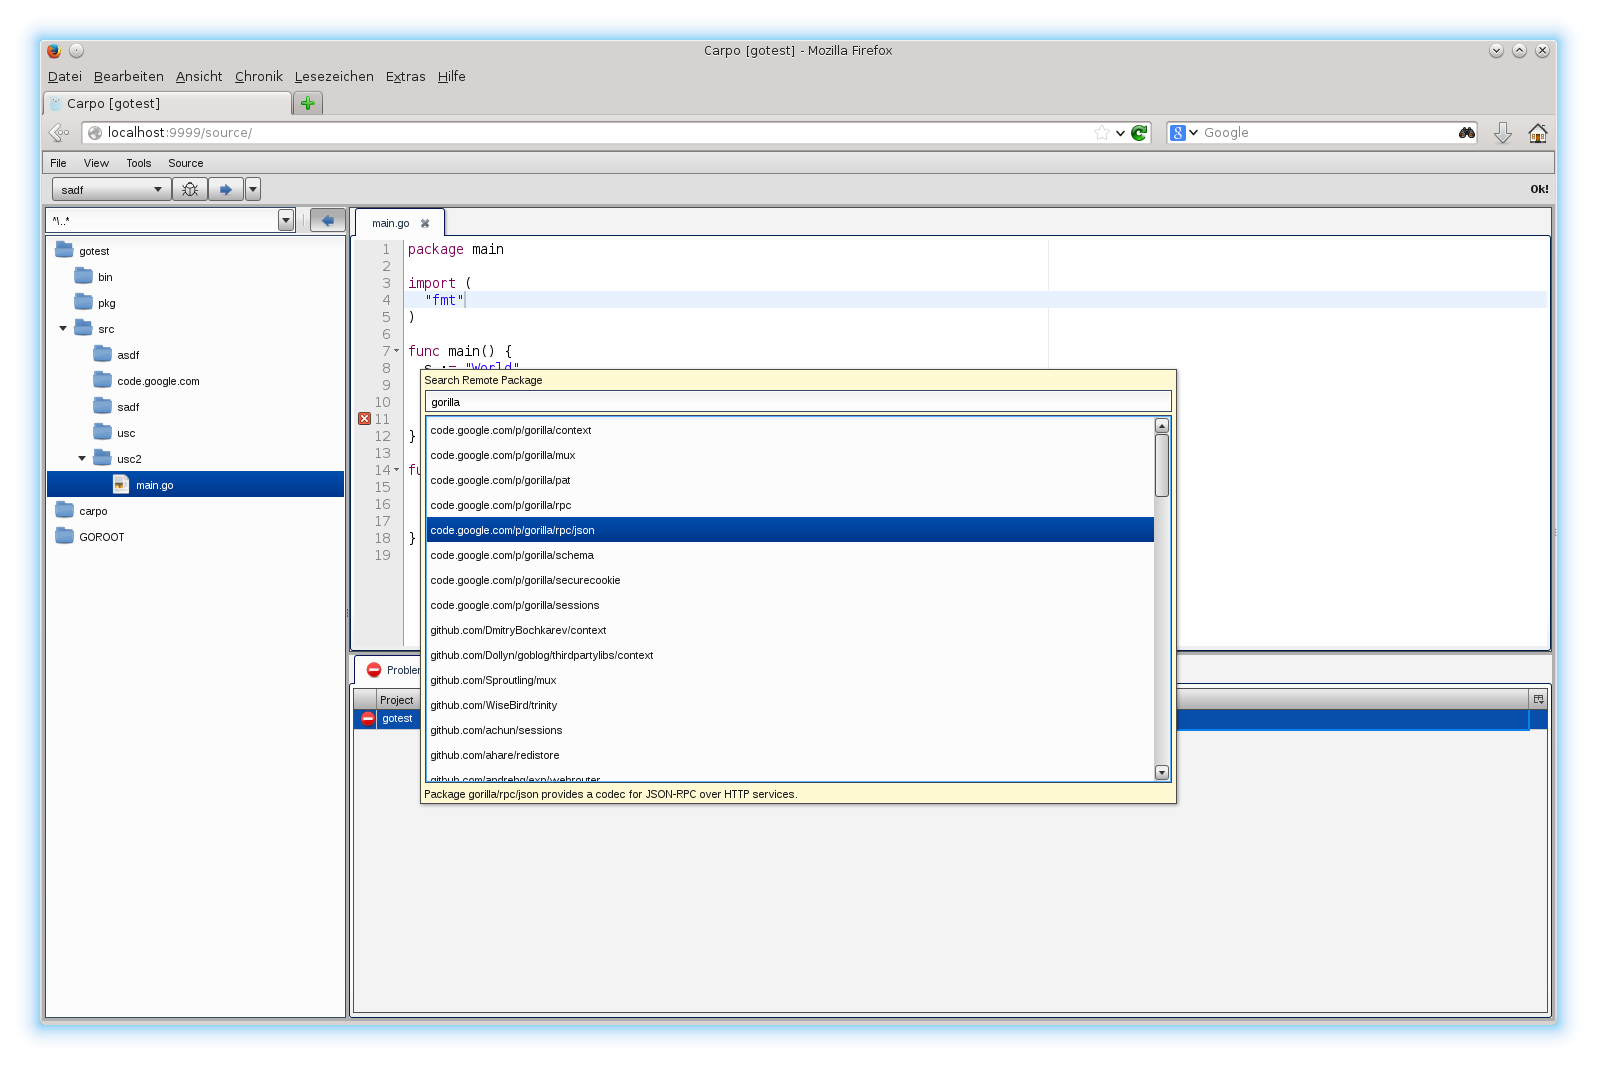 Carpo [gotest] - Mozilla Firefox
Datei Bearbeiten Ansicht Chronik Lesezeichen Extras Hilfe
Carpo [gotest]
localhost:9999/source/
8 Google
File View Tools Source
sadf
Ok!
^\..*
gotest
bin
pkg
src
asdf
code.google.com
sadf
usc
usc2
main.go
carpo
GOROOT
main.go
1 package main
2
3 import (
4 "fmt"
5 )
6
7 func main() {
8 s := "World"
9
10
11
12 }
13
14
15
16
17
18 }
19
Search Remote Package
gorilla
code.google.com/p/gorilla/context
code.google.com/p/gorilla/mux
code.google.com/p/gorilla/pat
code.google.com/p/gorilla/rpc
code.google.com/p/gorilla/rpc/json
code.google.com/p/gorilla/schema
code.google.com/p/gorilla/securecookie
code.google.com/p/gorilla/sessions
github.com/DmitryBochkarev/context
github.com/Dollyn/goblog/thirdpartylibs/context
github.com/Sproutling/mux
github.com/WiseBird/trinity
github.com/achun/sessions
github.com/ahare/redistore
Package gorilla/rpc/json provides a codec for JSON-RPC over HTTP services.
Project
gotest